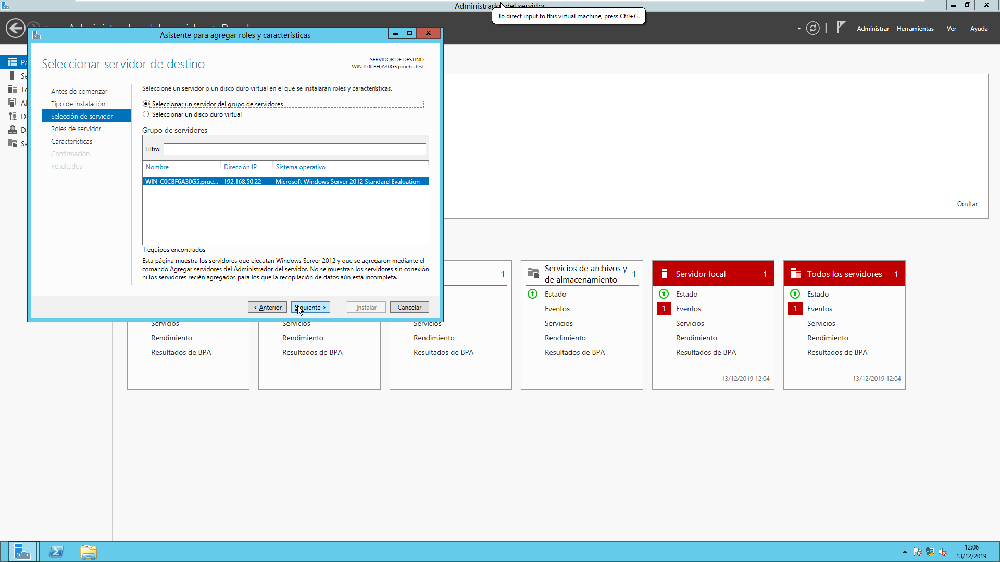 Administrador del servidor
To direct input to this virtual machine, press Ctrl+G.
Administrar Herramientas Ver Ayuda
Asistente para agregar roles y características
Seleccionar servidor de destino
SERVIDOR DE DESTINO
WIN-C0CBF6A30G5.prueba.test
Antes de comenzar
Tipo de instalación
Selección de servidor
Roles de servidor
Características
Confirmación
Resultados
Seleccione un servidor o un disco duro virtual en el que se instalarán roles y características.
Seleccionar un servidor del grupo de servidores
Seleccionar un disco duro virtual
Grupo de servidores
Filtro:
Nombre Dirección IP Sistema operativo
WIN-C0CBF6A30G5.prue... 192.168.50.22 Microsoft Windows Server 2012 Standard Evaluation
1 equipos encontrados
Esta página muestra los servidores que ejecutan Windows Server 2012 y que se agregaron mediante el
comando Agregar servidores del Administrador del servidor. No se muestran los servidores sin conexión
ni los servidores recién agregados para los que la recopilación de datos aún está incompleta.
< Anterior Siguiente > Instalar Cancelar
Ocultar
1
Servicios
Rendimiento
Resultados de BPA
Servicios
Rendimiento
Resultados de BPA
Servicios
Rendimiento
Resultados de BPA
Servicios de archivos y
de almacenamiento 1
Estado
Eventos
Servicios
Rendimiento
Resultados de BPA
Servidor local 1
Estado
1 Eventos
Servicios
Rendimiento
Resultados de BPA
13/12/2019 12:04
Todos los servidores 1
Estado
1 Eventos
Servicios
Rendimiento
Resultados de BPA
13/12/2019 12:04
12:06
13/12/2019